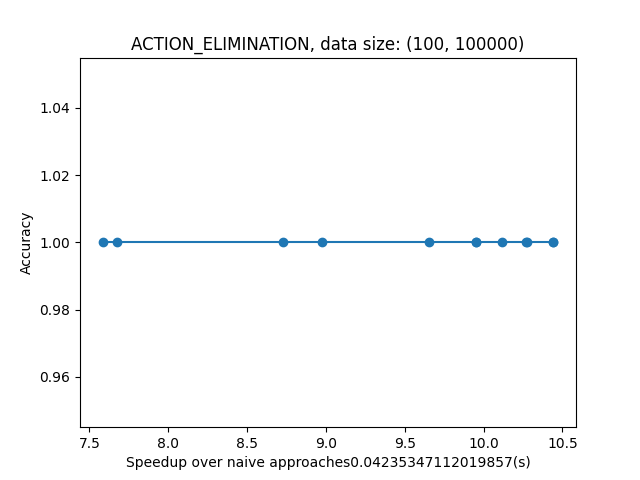 ACTION_ELIMINATION, data size: (100, 100000)
1.04
1.02
1.00
0.98
0.96
Accuracy
7.5 8.0 8.5 9.0 9.5 10.0 10.5
Speedup over naive approaches0.04235347112019857(s)